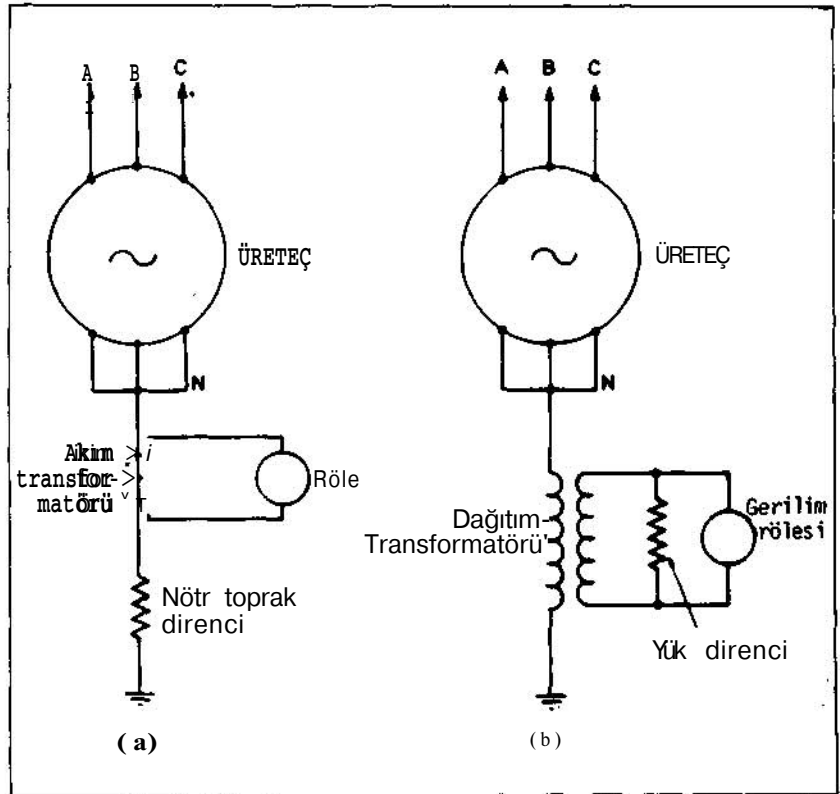 A B C
ÜRETEÇ
N
Akım
transfor-
matörü
Röle
Nötr toprak
direnci
(a)
A B C
ÜRETEÇ
N
Dağıtım-
Transformatörü
Gerilim
rölesi
Yük direnci
(b)